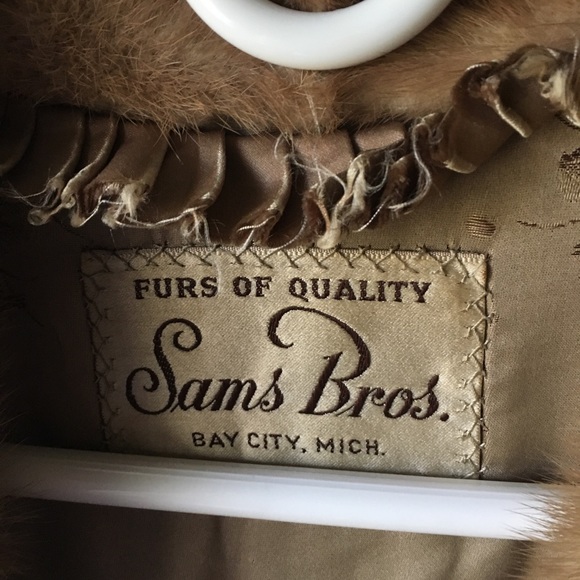 FURS OF QUALITY
Sams Bros.
BAY CITY, MICH.